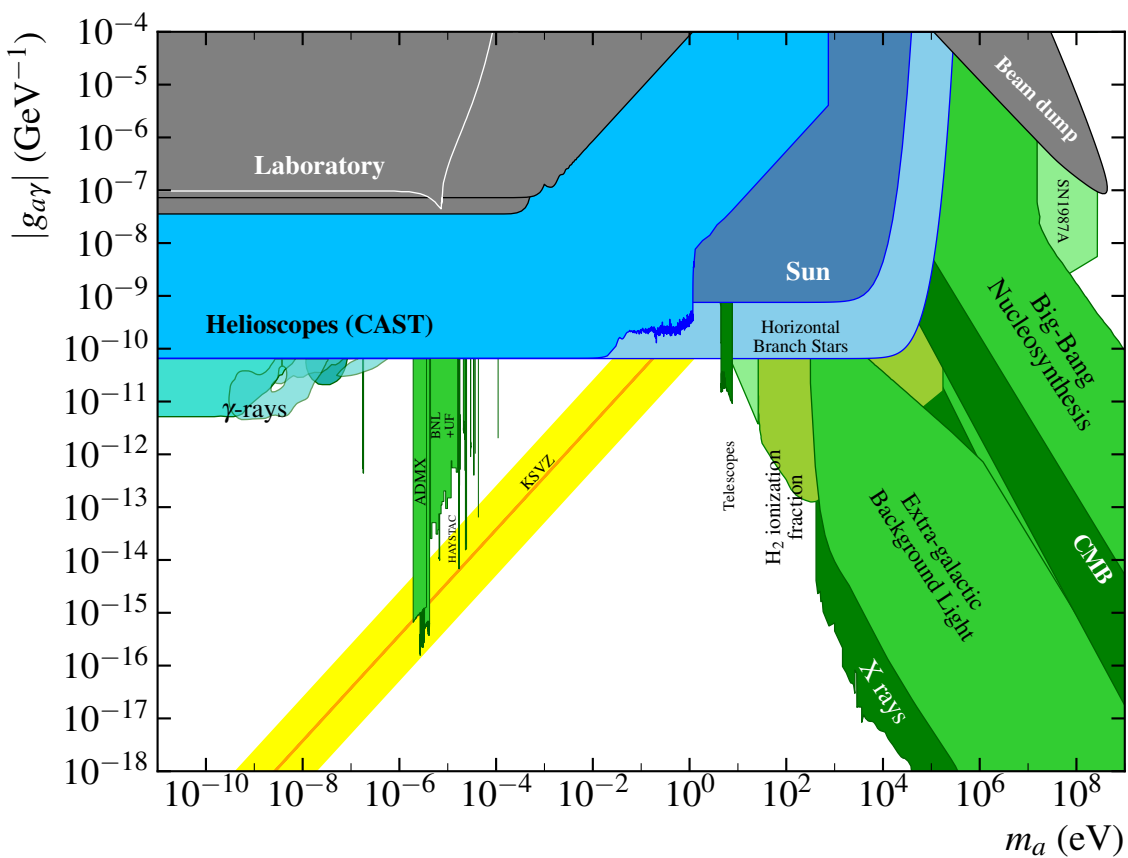 10⁻⁴
10⁻⁵
10⁻⁶
10⁻⁷
10⁻⁸
10⁻⁹
10⁻¹⁰
10⁻¹¹
10⁻¹²
10⁻¹³
10⁻¹⁴
10⁻¹⁵
10⁻¹⁶
10⁻¹⁷
10⁻¹⁸
|g_{aγ}| (GeV⁻¹)
Laboratory
Helioscopes (CAST)
Sun
Horizontal
Branch Stars
Beam dump
SN1987A
Big-Bang
Nucleosynthesis
γ-rays
ADMX
BNL
+UF
HAYSTAC
KSVZ
Telescopes
H₂ ionization
fraction
Extra-galactic
Background Light
CMB
X rays
10⁻¹⁰
10⁻⁸
10⁻⁶
10⁻⁴
10⁻²
10⁰
10²
10⁴
10⁶
10⁸
m_a (eV)